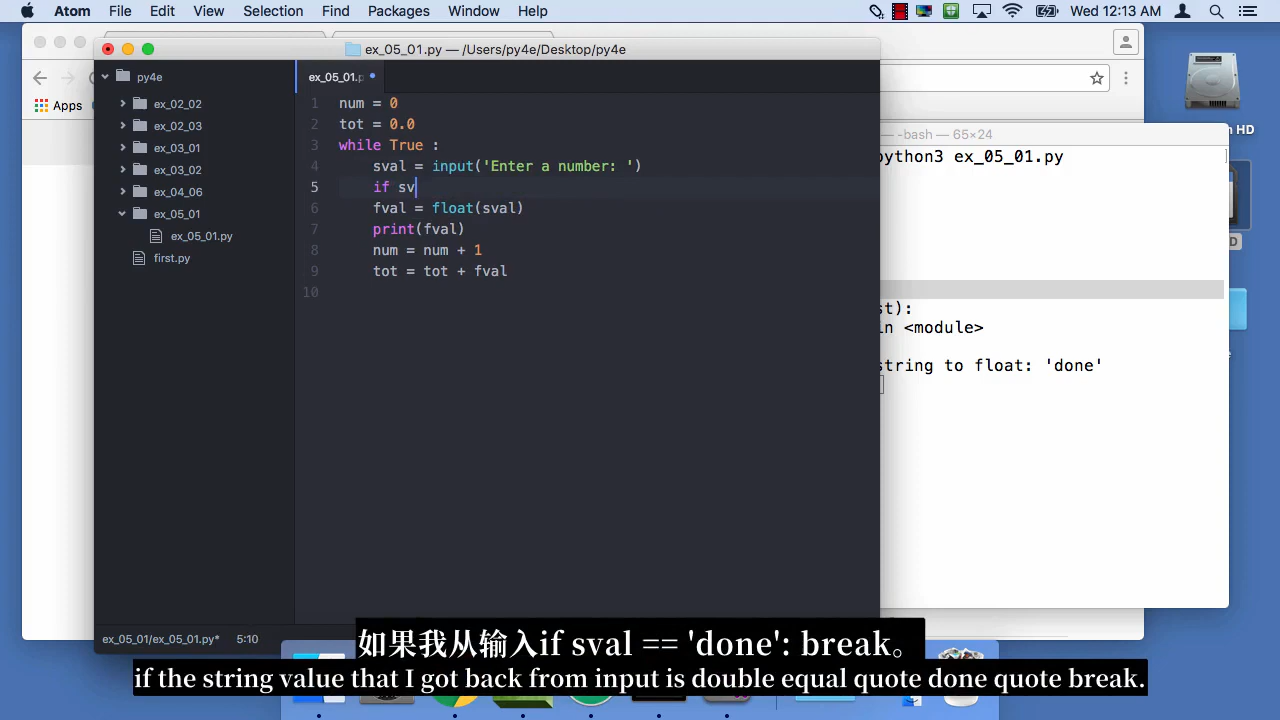 Atom File Edit View Selection Find Packages Window Help Wed 12:13 AM
ex_05_01.py — /Users/py4e/Desktop/py4e
py4e
ex_02_02
ex_02_03
ex_03_01
ex_03_02
ex_04_06
ex_05_01
ex_05_01.py
first.py
ex_05_01.p
1 num = 0
2 tot = 0.0
3 while True :
4 sval = input('Enter a number: ')
5 if sv
6 fval = float(sval)
7 print(fval)
8 num = num + 1
9 tot = tot + fval
10
ex_05_01/ex_05_01.py* 5:10
Apps
— -bash — 65×24
python3 ex_05_01.py
st):
in <module>
string to float: 'done'
HD
如果我从输入if sval == 'done': break。
if the string value that I got back from input is double equal quote done quote break.